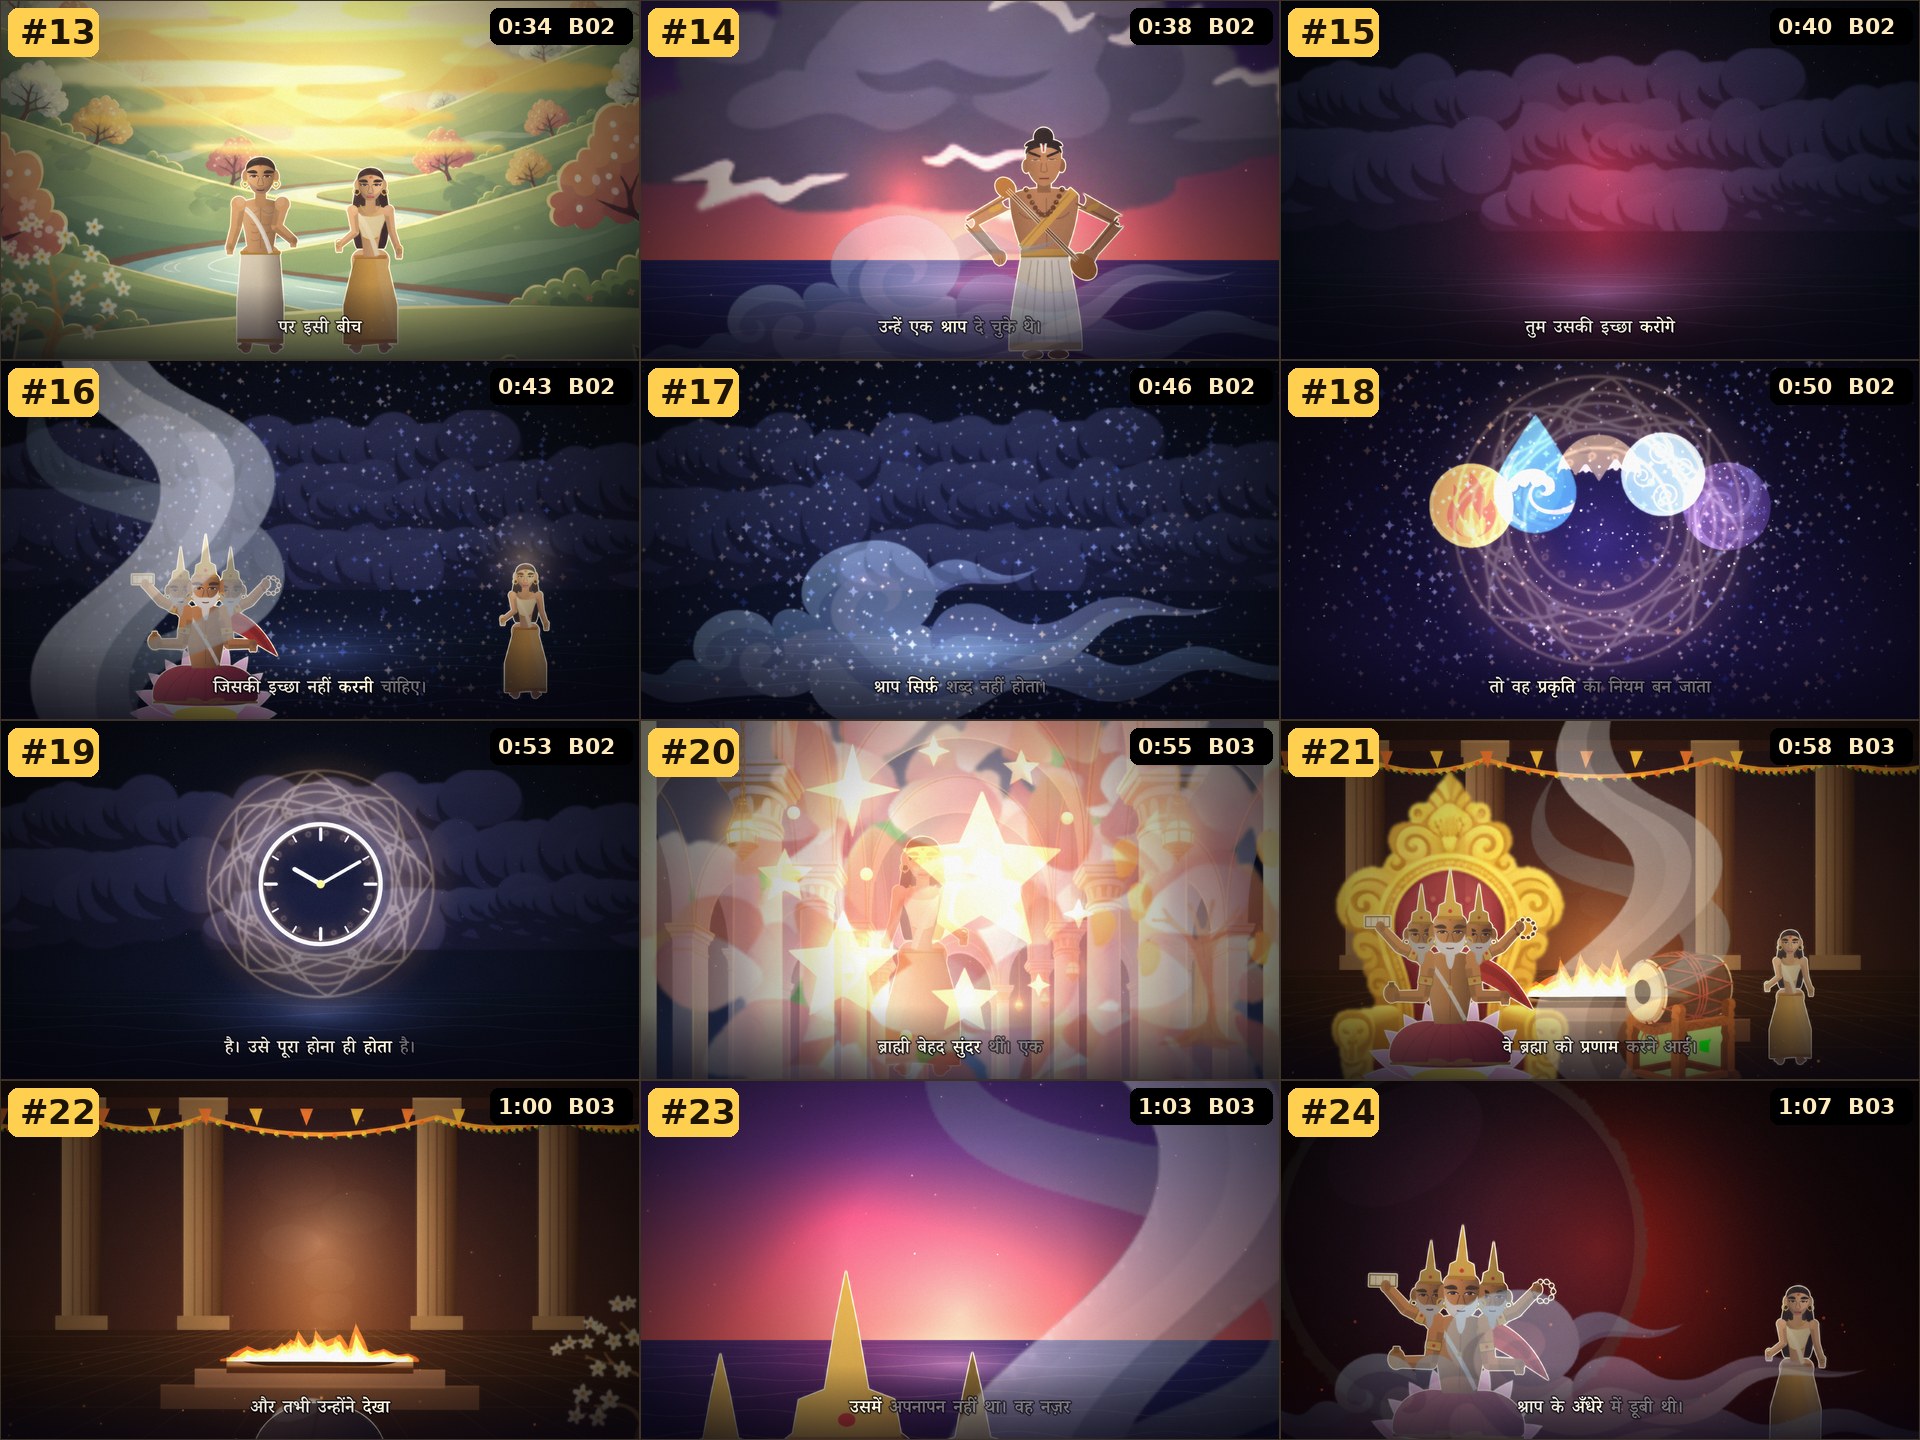 #13
0:34 B02
पर इसी बीच
#14
0:38 B02
उन्हें एक श्राप दे चुके थे।
#15
0:40 B02
तुम उसकी इच्छा करोगे
#16
0:43 B02
जिसकी इच्छा नहीं करनी चाहिए।
#17
0:46 B02
श्राप सिर्फ़ शब्द नहीं होता।
#18
0:50 B02
तो वह प्रकृति का नियम बन जाता
#19
0:53 B02
है। उसे पूरा होना ही होता है।
#20
0:55 B03
ब्राह्मी बेहद सुंदर थीं। एक
#21
0:58 B03
वे ब्रह्मा को प्रणाम करने आईं।
#22
1:00 B03
और तभी उन्होंने देखा
#23
1:03 B03
उसमें अपनापन नहीं था। वह नज़र
#24
1:07 B03
श्राप के अँधेरे में डूबी थी।